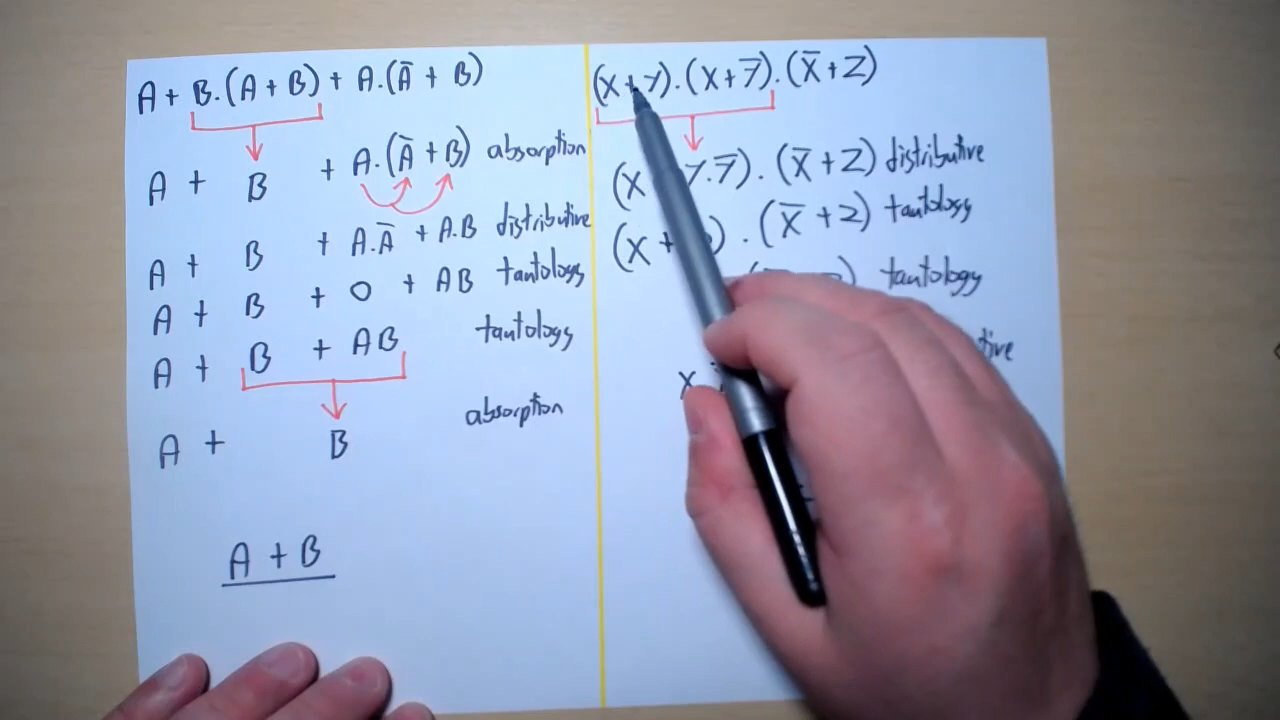 A + B.(A + B) + A.(Ā + B)
A + B + A.(Ā + B) absorption
A + B + A.Ā + A.B distributive
A + B + 0 + AB tautology
A + B + AB tautology
A + B absorption
A + B
(X + Y).(X + Ȳ).(X̄ + Z)
(X Y.Ȳ).(X̄ + Z) distributive
(X + ).(X̄ + Z) tautology
) tautology
X